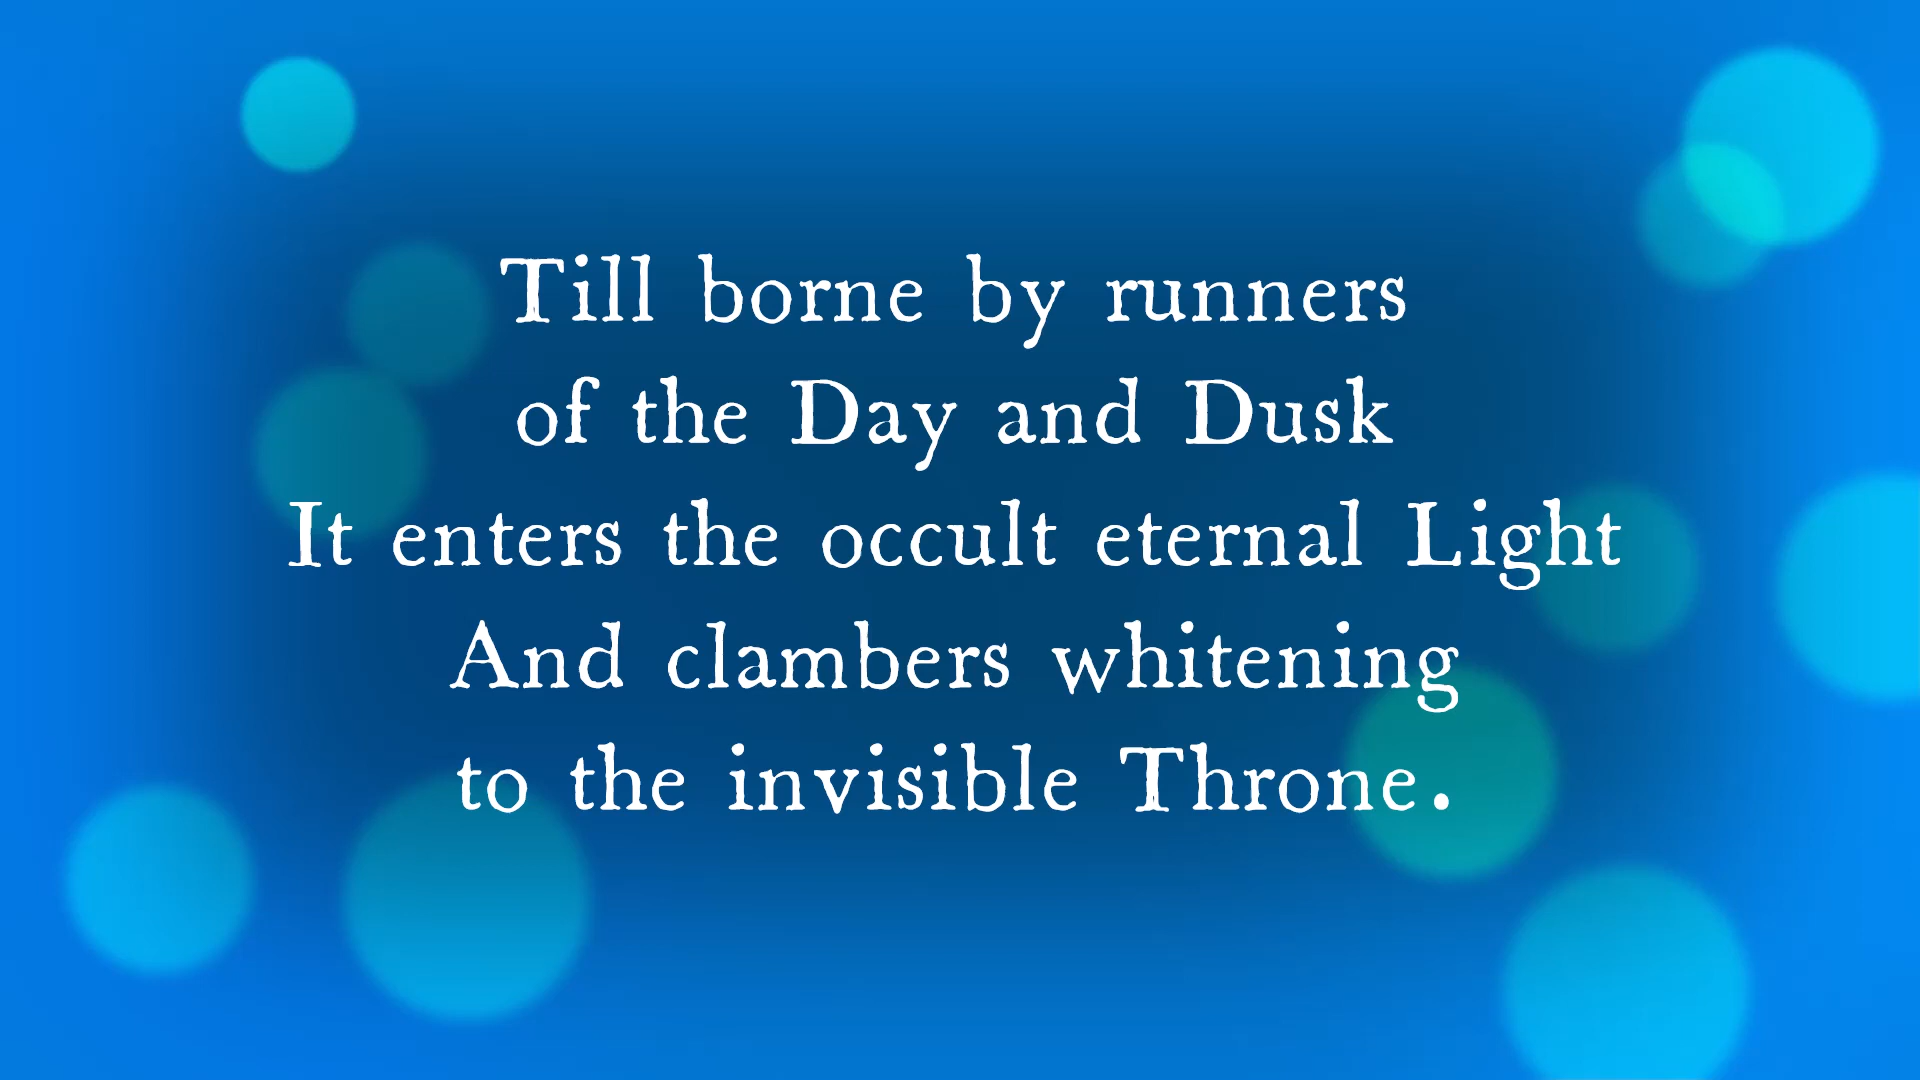 Till borne by runners
of the Day and Dusk
It enters the occult eternal Light
And clambers whitening
to the invisible Throne.